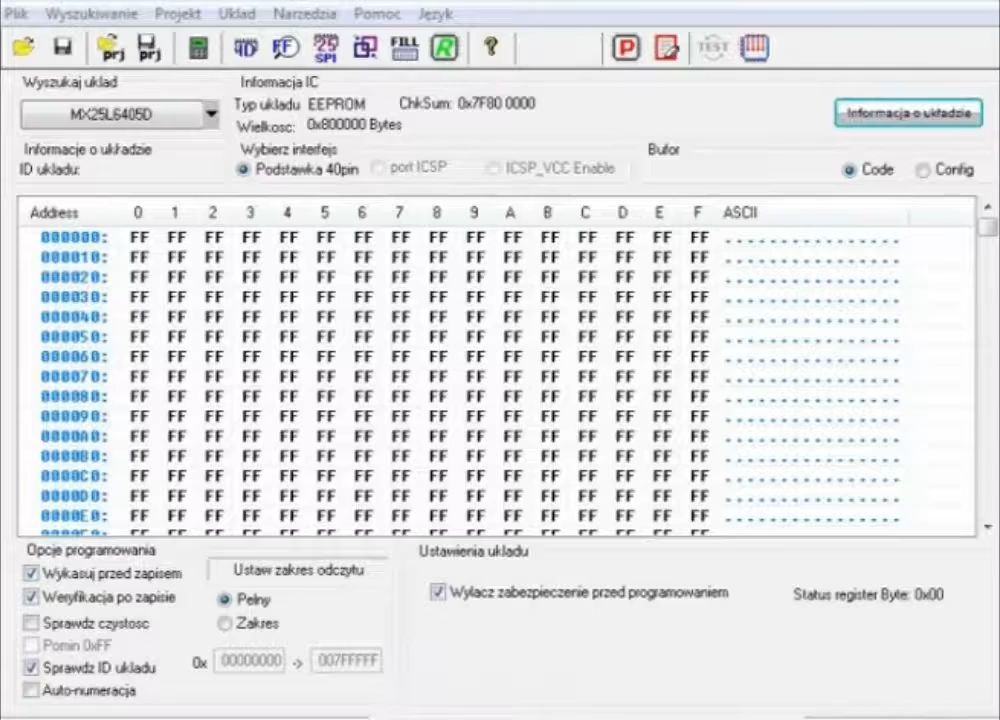 Plik Wyszukiwanie Projekt Układ Narzedzia Pomoc Język
prj prj ID FF 25 SPI FILL R ? P TEST
Wyszukaj układ
Informacja IC
MX25L6405D
Typ układu EEPROM ChkSum: 0x7F80 0000
Wielkosc: 0x800000 Bytes
Informacja o układzie
Informacje o układzie
Wybierz interfejs
Bufor
ID układu:
Podstawka 40pin port ICSP ICSP_VCC Enable
Code Config
Address 0 1 2 3 4 5 6 7 8 9 A B C D E F ASCII
000000: FF FF FF FF FF FF FF FF FF FF FF FF FF FF FF FF ................
000010: FF FF FF FF FF FF FF FF FF FF FF FF FF FF FF FF ................
000020: FF FF FF FF FF FF FF FF FF FF FF FF FF FF FF FF ................
000030: FF FF FF FF FF FF FF FF FF FF FF FF FF FF FF FF ................
000040: FF FF FF FF FF FF FF FF FF FF FF FF FF FF FF FF ................
000050: FF FF FF FF FF FF FF FF FF FF FF FF FF FF FF FF ................
000060: FF FF FF FF FF FF FF FF FF FF FF FF FF FF FF FF ................
000070: FF FF FF FF FF FF FF FF FF FF FF FF FF FF FF FF ................
000080: FF FF FF FF FF FF FF FF FF FF FF FF FF FF FF FF ................
000090: FF FF FF FF FF FF FF FF FF FF FF FF FF FF FF FF ................
0000A0: FF FF FF FF FF FF FF FF FF FF FF FF FF FF FF FF ................
0000B0: FF FF FF FF FF FF FF FF FF FF FF FF FF FF FF FF ................
0000C0: FF FF FF FF FF FF FF FF FF FF FF FF FF FF FF FF ................
0000D0: FF FF FF FF FF FF FF FF FF FF FF FF FF FF FF FF ................
0000E0: FF FF FF FF FF FF FF FF FF FF FF FF FF FF FF FF ................
Opcje programowania
Ustawienia układu
Wykasuj przed zapisem
Ustaw zakres odczytu
Weryfikacja po zapisie
Pełny
Wyłacz zabezpieczenie przed programowaniem
Status register Byte: 0x00
Sprawdz czystosc
Zakres
Pomin 0xFF
Sprawdz ID układu
0x 00000000 -> 007FFFFF
Auto-numeracja